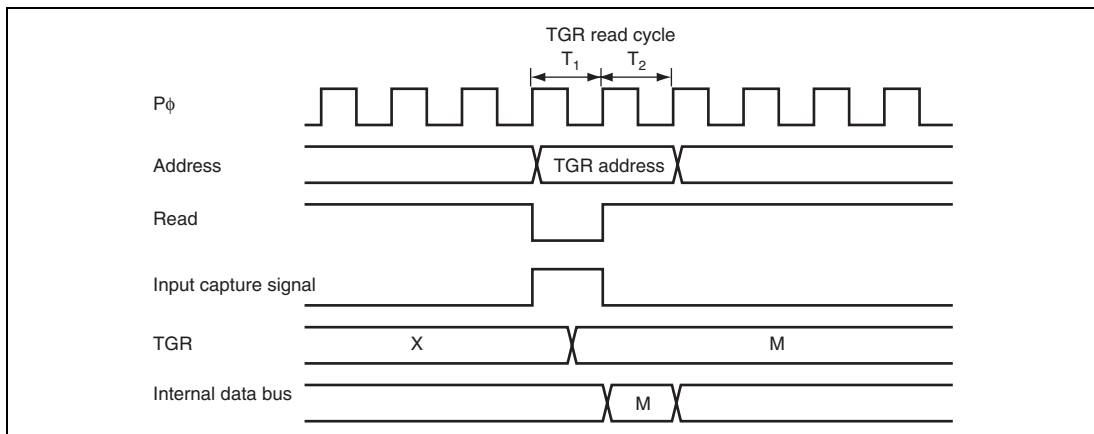 TGR read cycle
T1 T2
Pϕ
Address TGR address
Read
Input capture signal
TGR X M
Internal data bus M